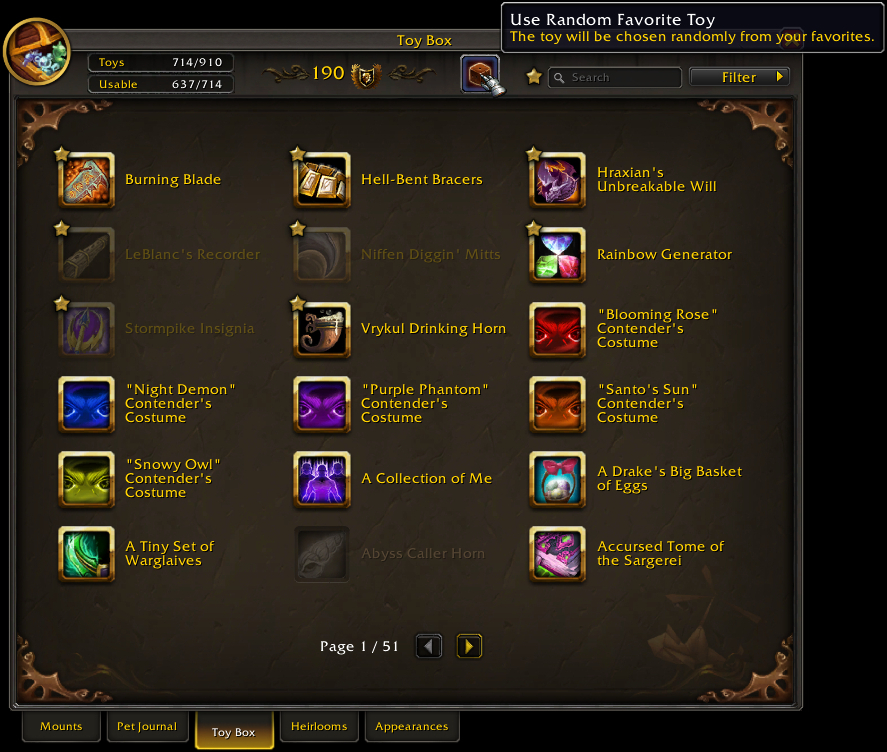 Use Random Favorite Toy
The toy will be chosen randomly from your favorites.
Toy Box
Toys 714/910
Usable 637/714
190
Search
Filter
Burning Blade
Hell-Bent Bracers
Hraxian's
Unbreakable Will
LeBlanc's Recorder
Niffen Diggin' Mitts
Rainbow Generator
Stormpike Insignia
Vrykul Drinking Horn
"Blooming Rose"
Contender's
Costume
"Night Demon"
Contender's
Costume
"Purple Phantom"
Contender's
Costume
"Santo's Sun"
Contender's
Costume
"Snowy Owl"
Contender's
Costume
A Collection of Me
A Drake's Big Basket
of Eggs
A Tiny Set of
Warglaives
Abyss Caller Horn
Accursed Tome of
the Sargerei
Page 1 / 51
Mounts
Pet Journal
Toy Box
Heirlooms
Appearances